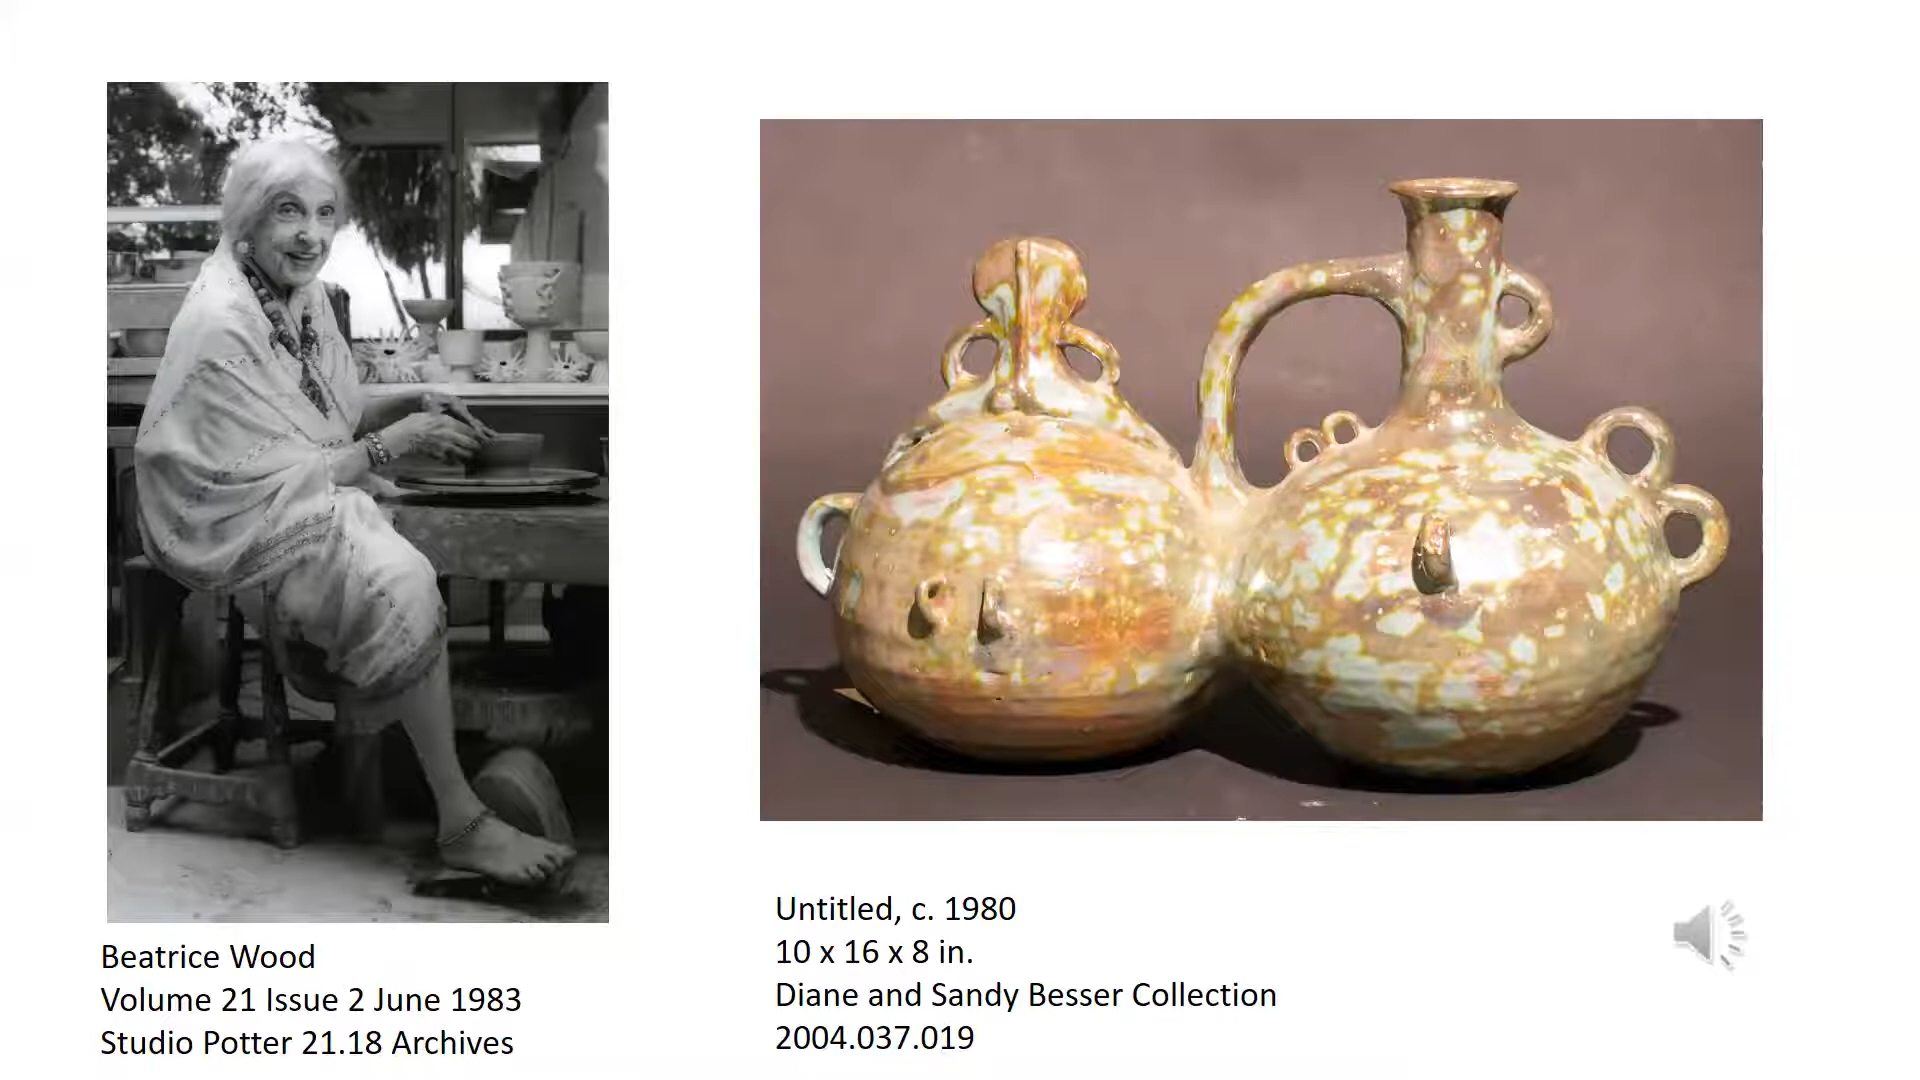 Beatrice Wood
Volume 21 Issue 2 June 1983
Studio Potter 21.18 Archives
Untitled, c. 1980
10 x 16 x 8 in.
Diane and Sandy Besser Collection
2004.037.019